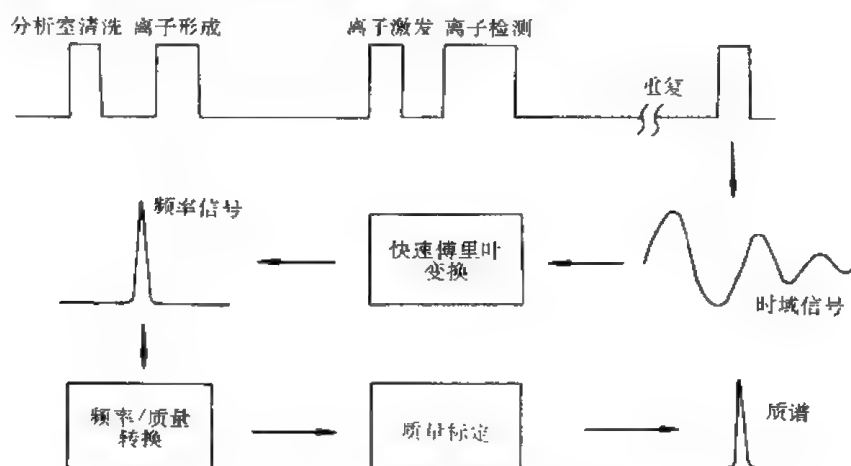 分析室清洗 离子形成 离子激发 离子检测
重复
频率信号
快速傅里叶
变换
时域信号
频率/质量
转换
质量标定
质谱